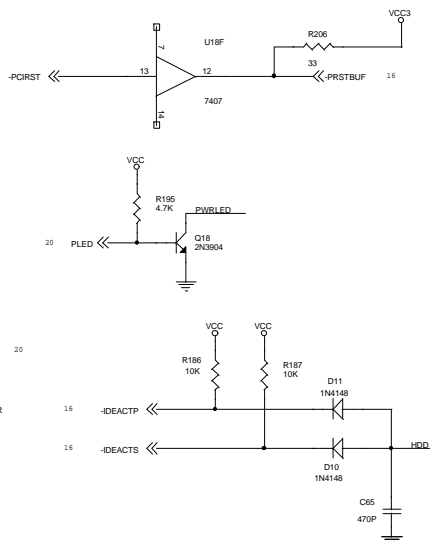 VCC3
U18F
R206
7
-PCIRST
13
12
33
-PRSTBUF
16
7407
14
VCC
R195
4.7K
PWRLED
20
PLED
Q18
2N3904
VCC
VCC
20
R186
10K
R187
10K
D11
1N4148
R
16
-IDEACTP
16
-IDEACTS
HDD
D10
1N4148
C65
470P